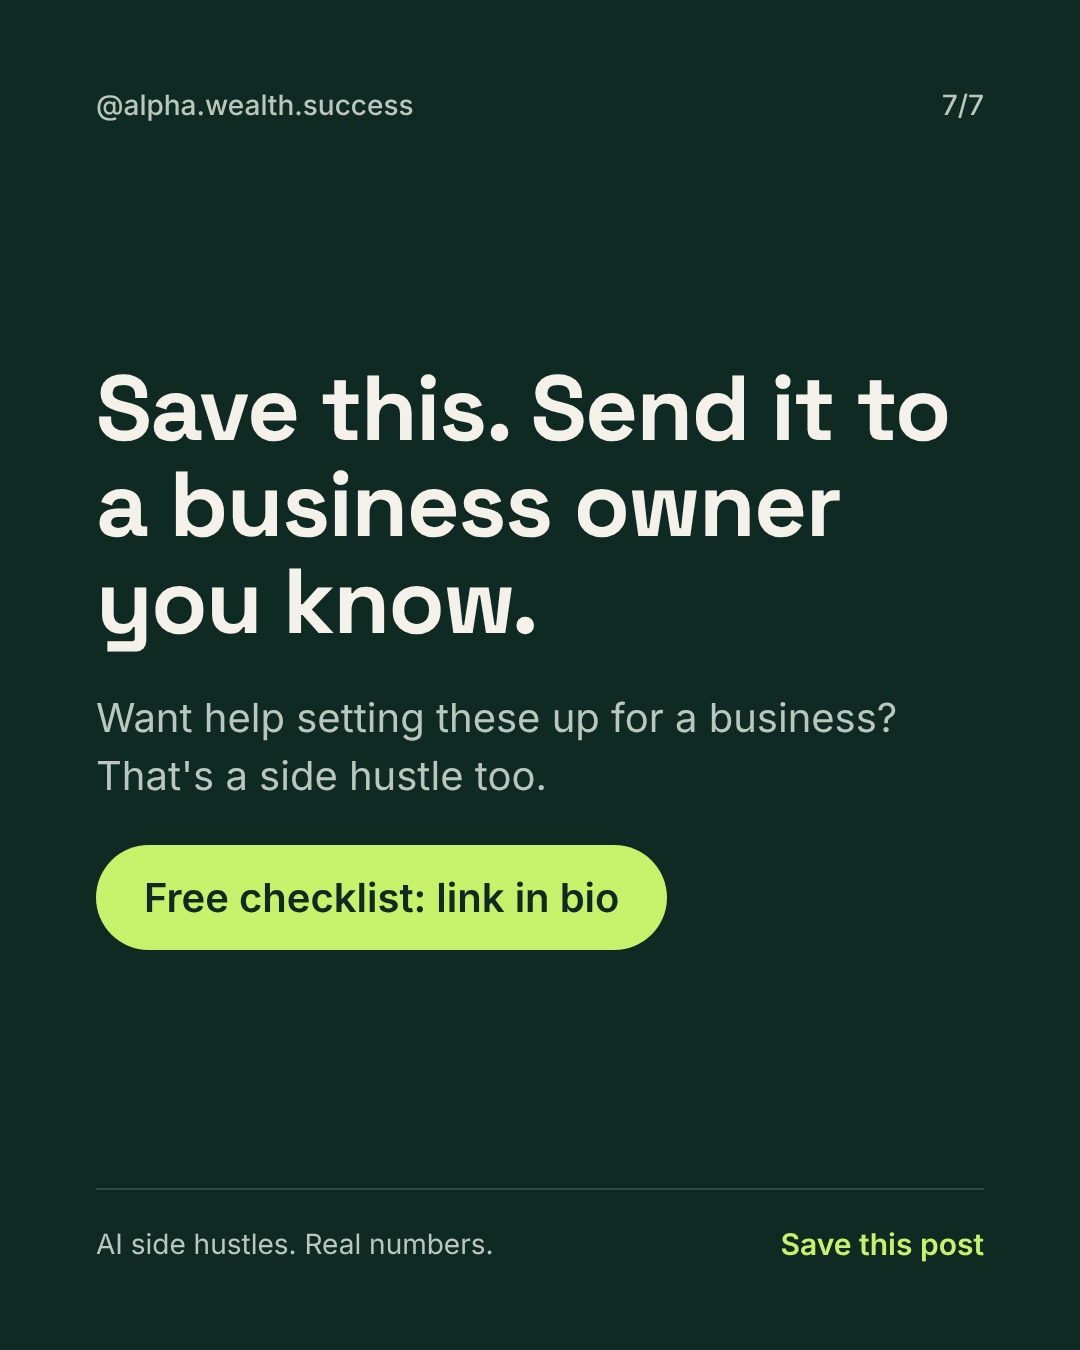 @alpha.wealth.success
7/7
Save this. Send it to
a business owner
you know.
Want help setting these up for a business?
That's a side hustle too.
Free checklist: link in bio
AI side hustles. Real numbers.
Save this post